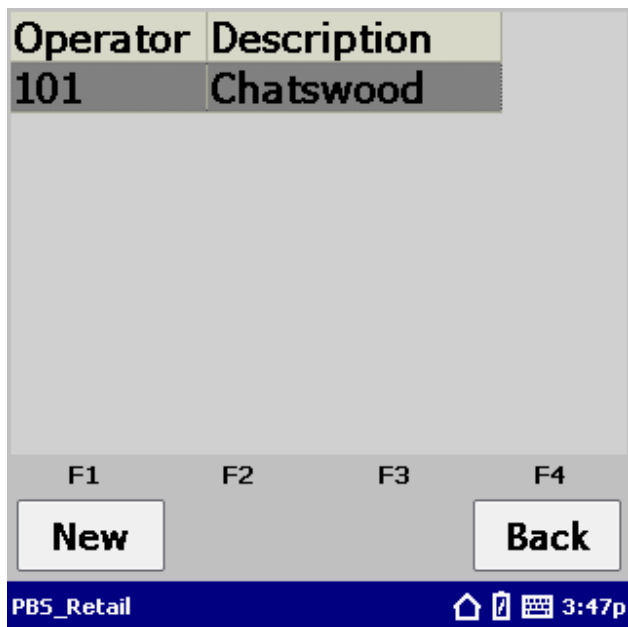 Operator Description
101 Chatswood
F1 F2 F3 F4
New Back
PBS_Retail 3:47p